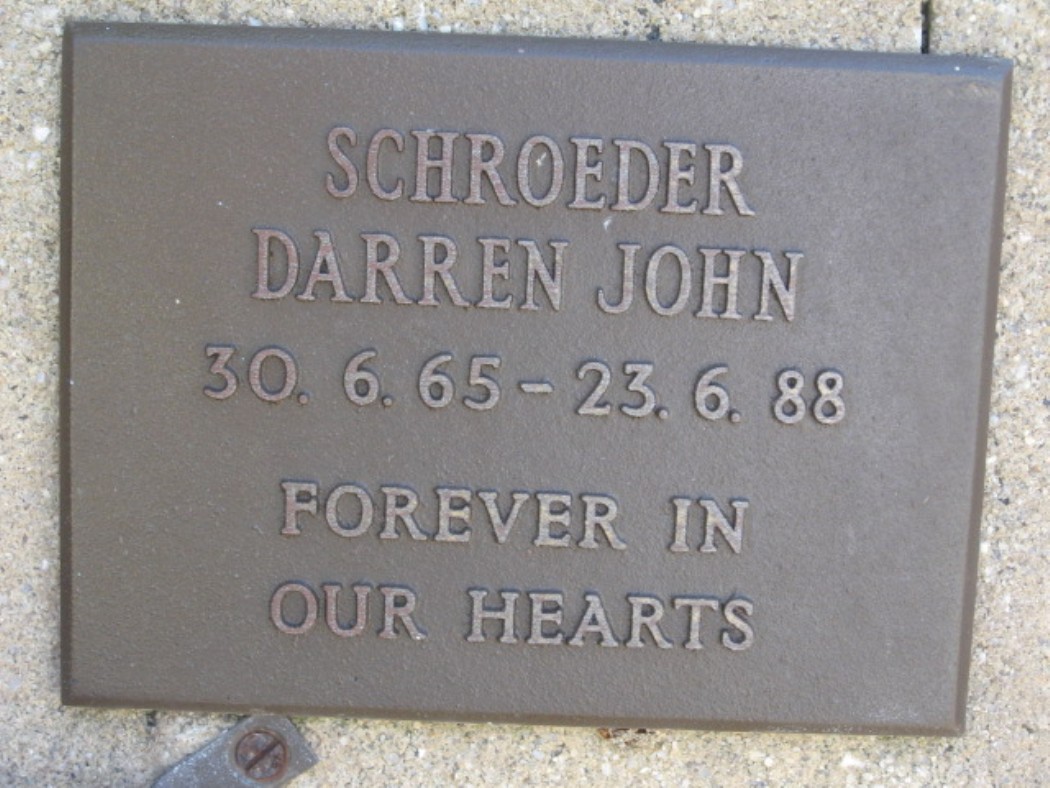 SCHROEDER
DARREN JOHN
30. 6. 65 - 23. 6. 88
FOREVER IN
OUR HEARTS